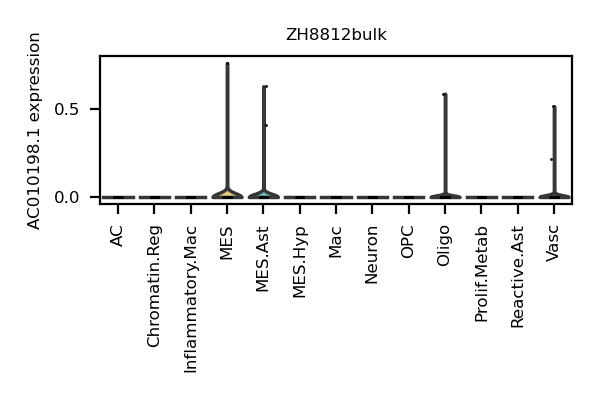 ZH8812bulk
AC010198.1 expression
0.5
0.0
AC
Chromatin.Reg
Inflammatory.Mac
MES
MES.Ast
MES.Hyp
Mac
Neuron
OPC
Oligo
Prolif.Metab
Reactive.Ast
Vasc